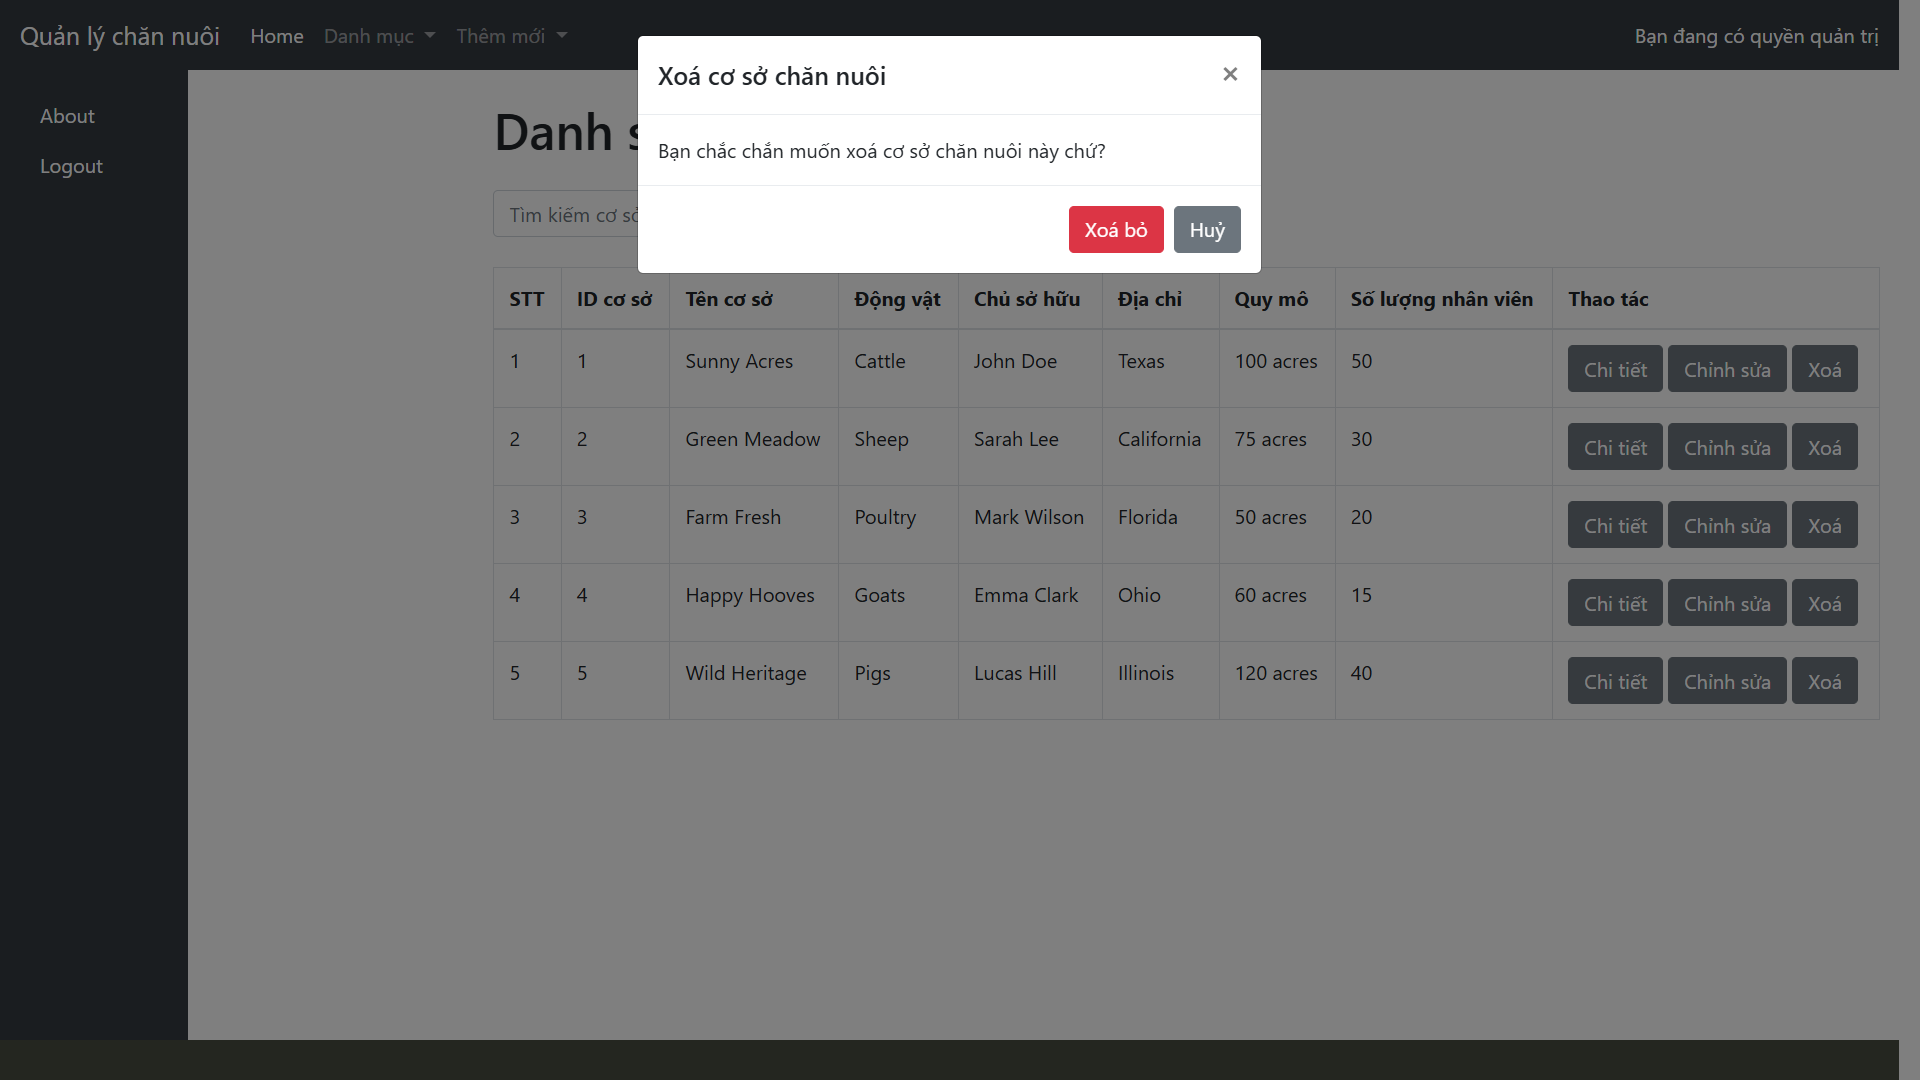 Quản lý chăn nuôi Home Danh mục Thêm mới Bạn đang có quyền quản trị
About
Logout
Xoá cơ sở chăn nuôi ×
Bạn chắc chắn muốn xoá cơ sở chăn nuôi này chứ?
Xoá bỏ Huỷ
Danh
Tìm kiếm cơ
STT ID cơ sở Tên cơ sở Động vật Chủ sở hữu Địa chỉ Quy mô Số lượng nhân viên Thao tác
1 1 Sunny Acres Cattle John Doe Texas 100 acres 50 Chi tiết Chỉnh sửa Xoá
2 2 Green Meadow Sheep Sarah Lee California 75 acres 30 Chi tiết Chỉnh sửa Xoá
3 3 Farm Fresh Poultry Mark Wilson Florida 50 acres 20 Chi tiết Chỉnh sửa Xoá
4 4 Happy Hooves Goats Emma Clark Ohio 60 acres 15 Chi tiết Chỉnh sửa Xoá
5 5 Wild Heritage Pigs Lucas Hill Illinois 120 acres 40 Chi tiết Chỉnh sửa Xoá